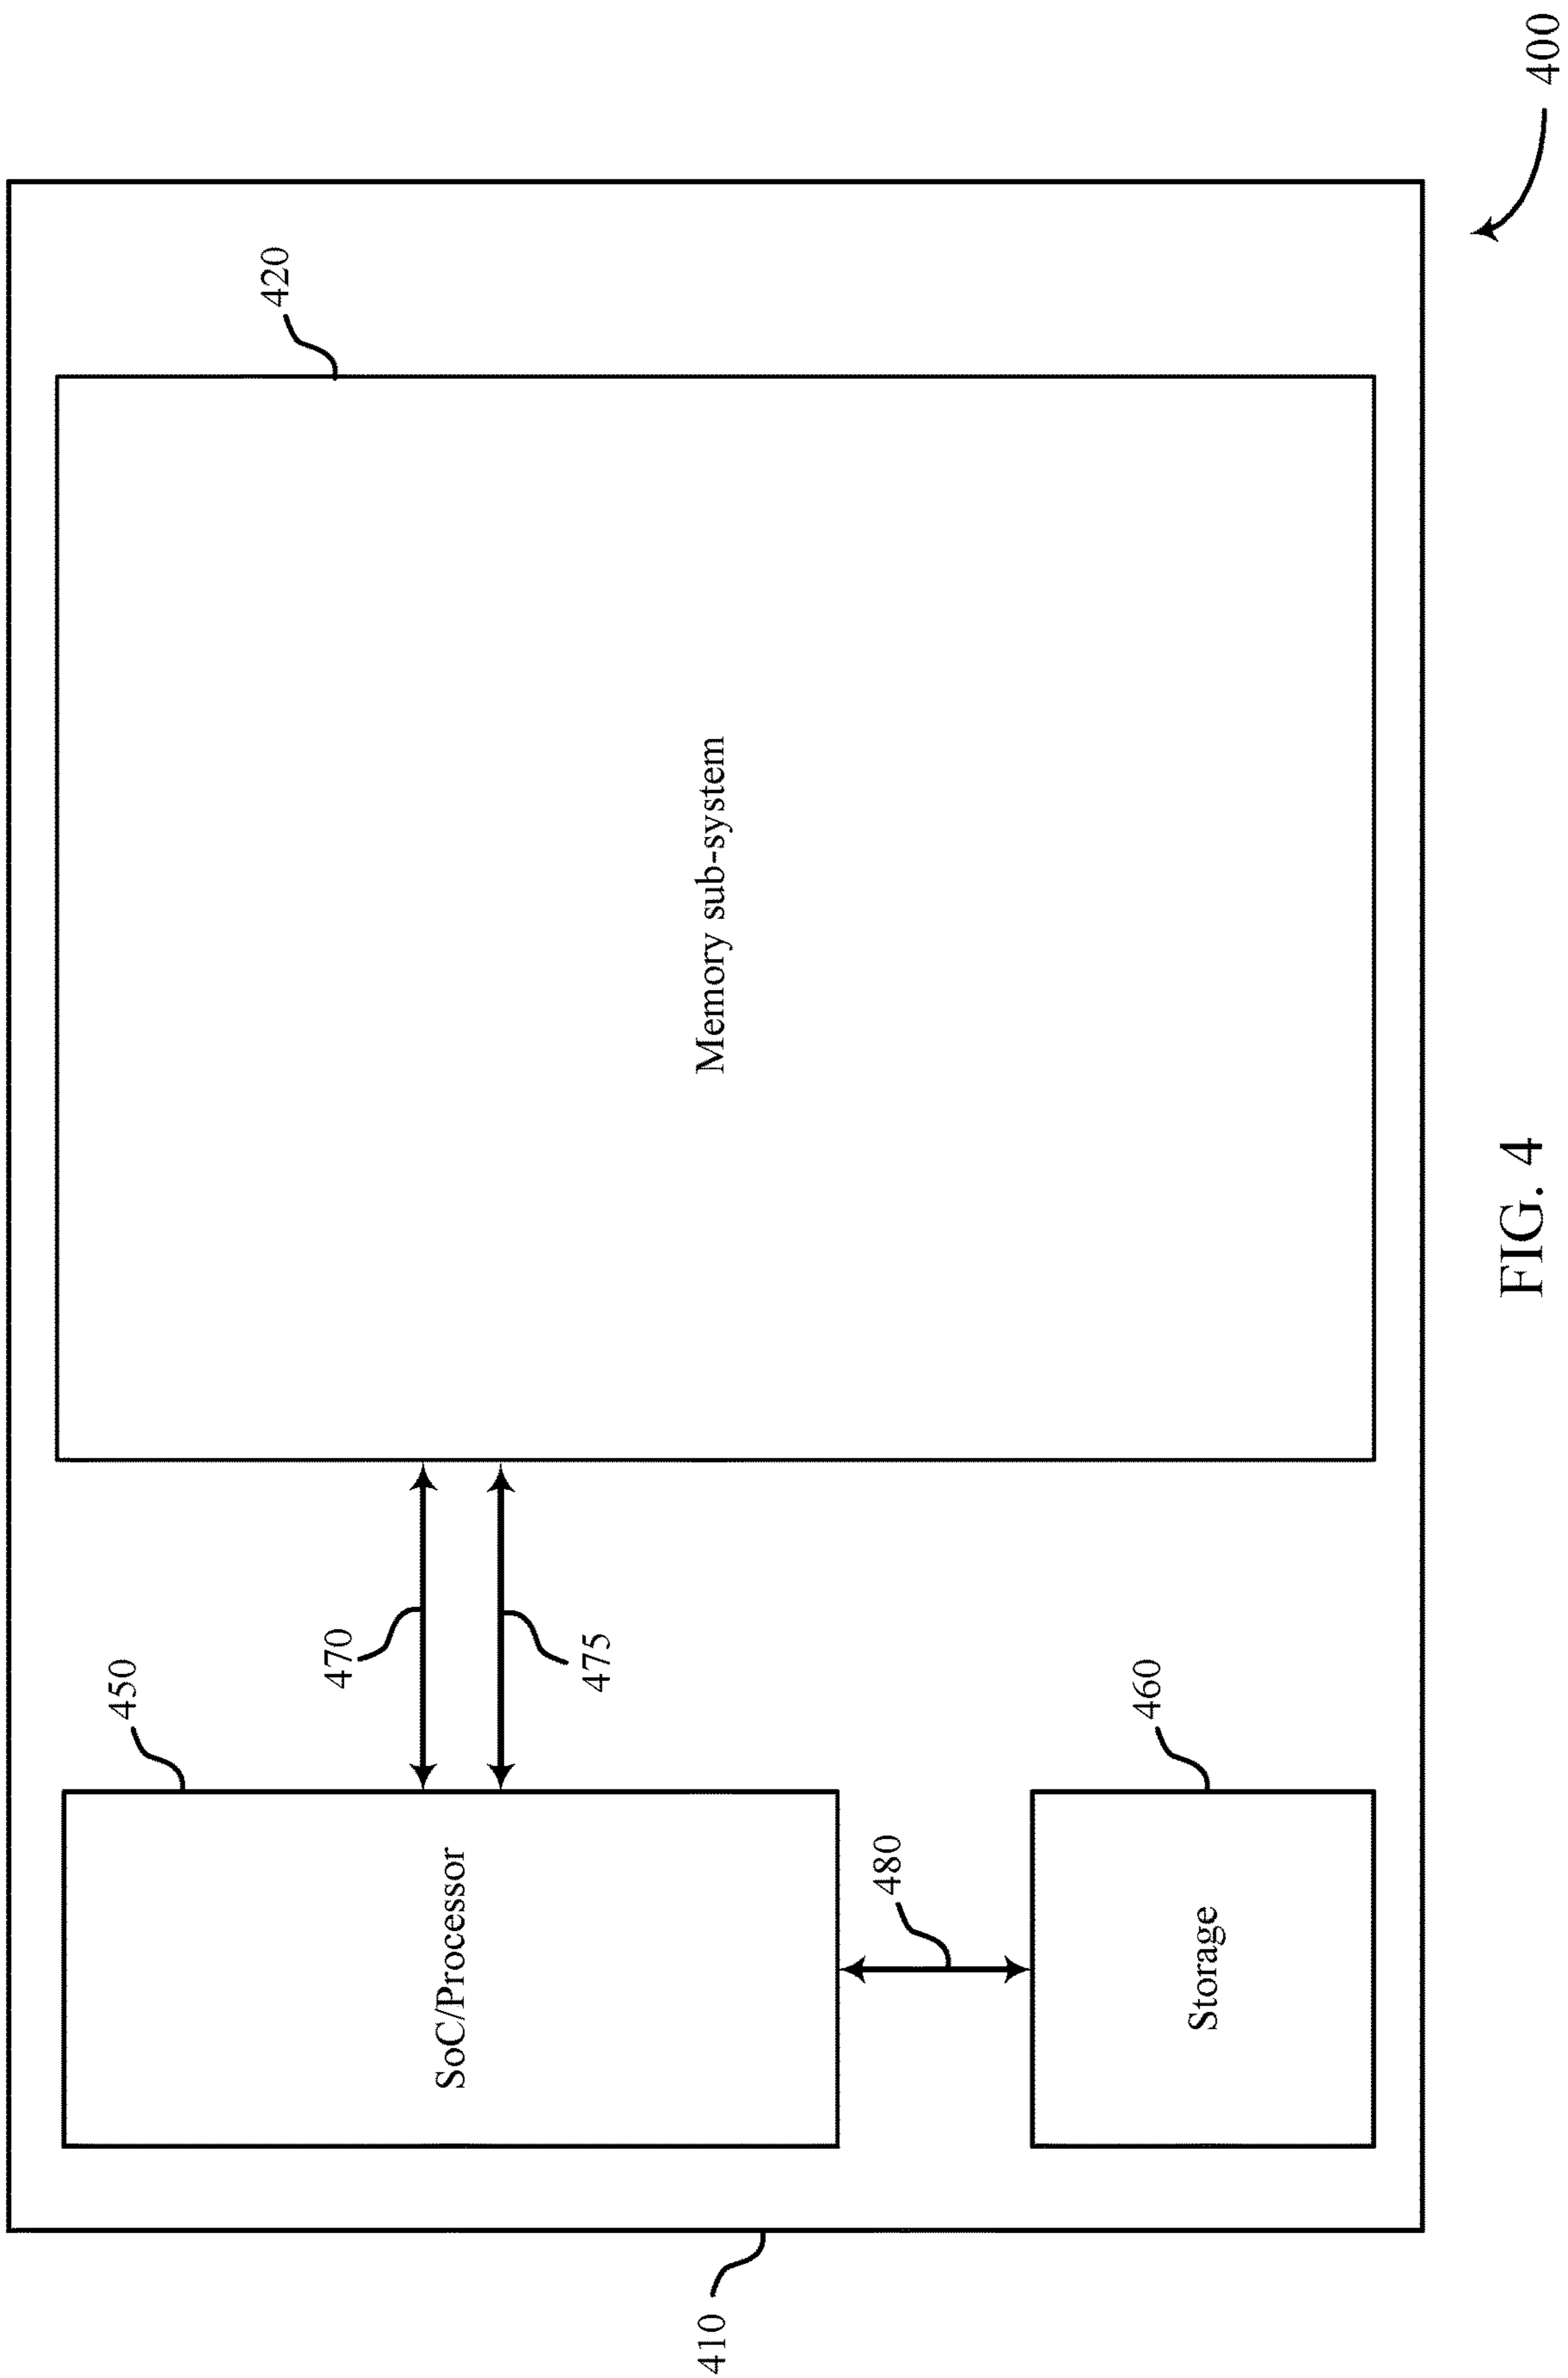 410
450
SoC/Processor
470
475
480
460
Storage
420
Memory sub-system
400
FIG. 4